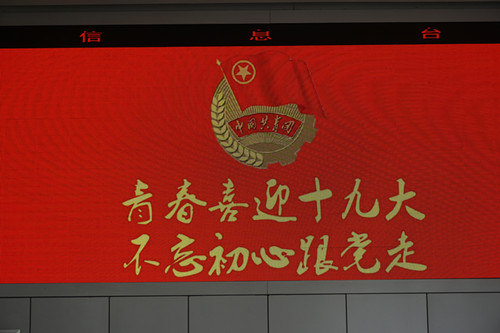 信息台
中国共青团
青春喜迎十九大
不忘初心跟党走